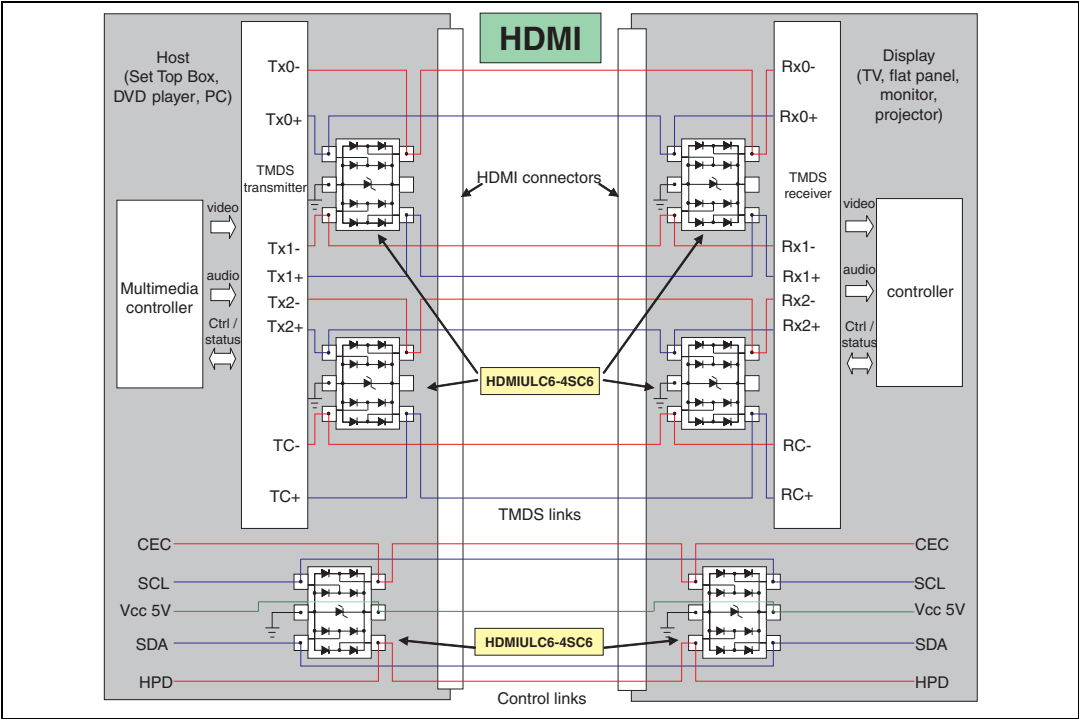 HDMI
Host
(Set Top Box,
DVD player, PC)
Display
(TV, flat panel,
monitor,
projector)
Tx0-
Tx0+
TMDS
transmitter
Tx1-
Tx1+
Tx2-
Tx2+
TC-
TC+
Rx0-
Rx0+
TMDS
receiver
Rx1-
Rx1+
Rx2-
Rx2+
RC-
RC+
HDMI connectors
Multimedia
controller
video
audio
Ctrl /
status
video
audio
Ctrl /
status
controller
HDMIULC6-4SC6
TMDS links
CEC
SCL
Vcc 5V
SDA
HPD
HDMIULC6-4SC6
CEC
SCL
Vcc 5V
SDA
HPD
Control links